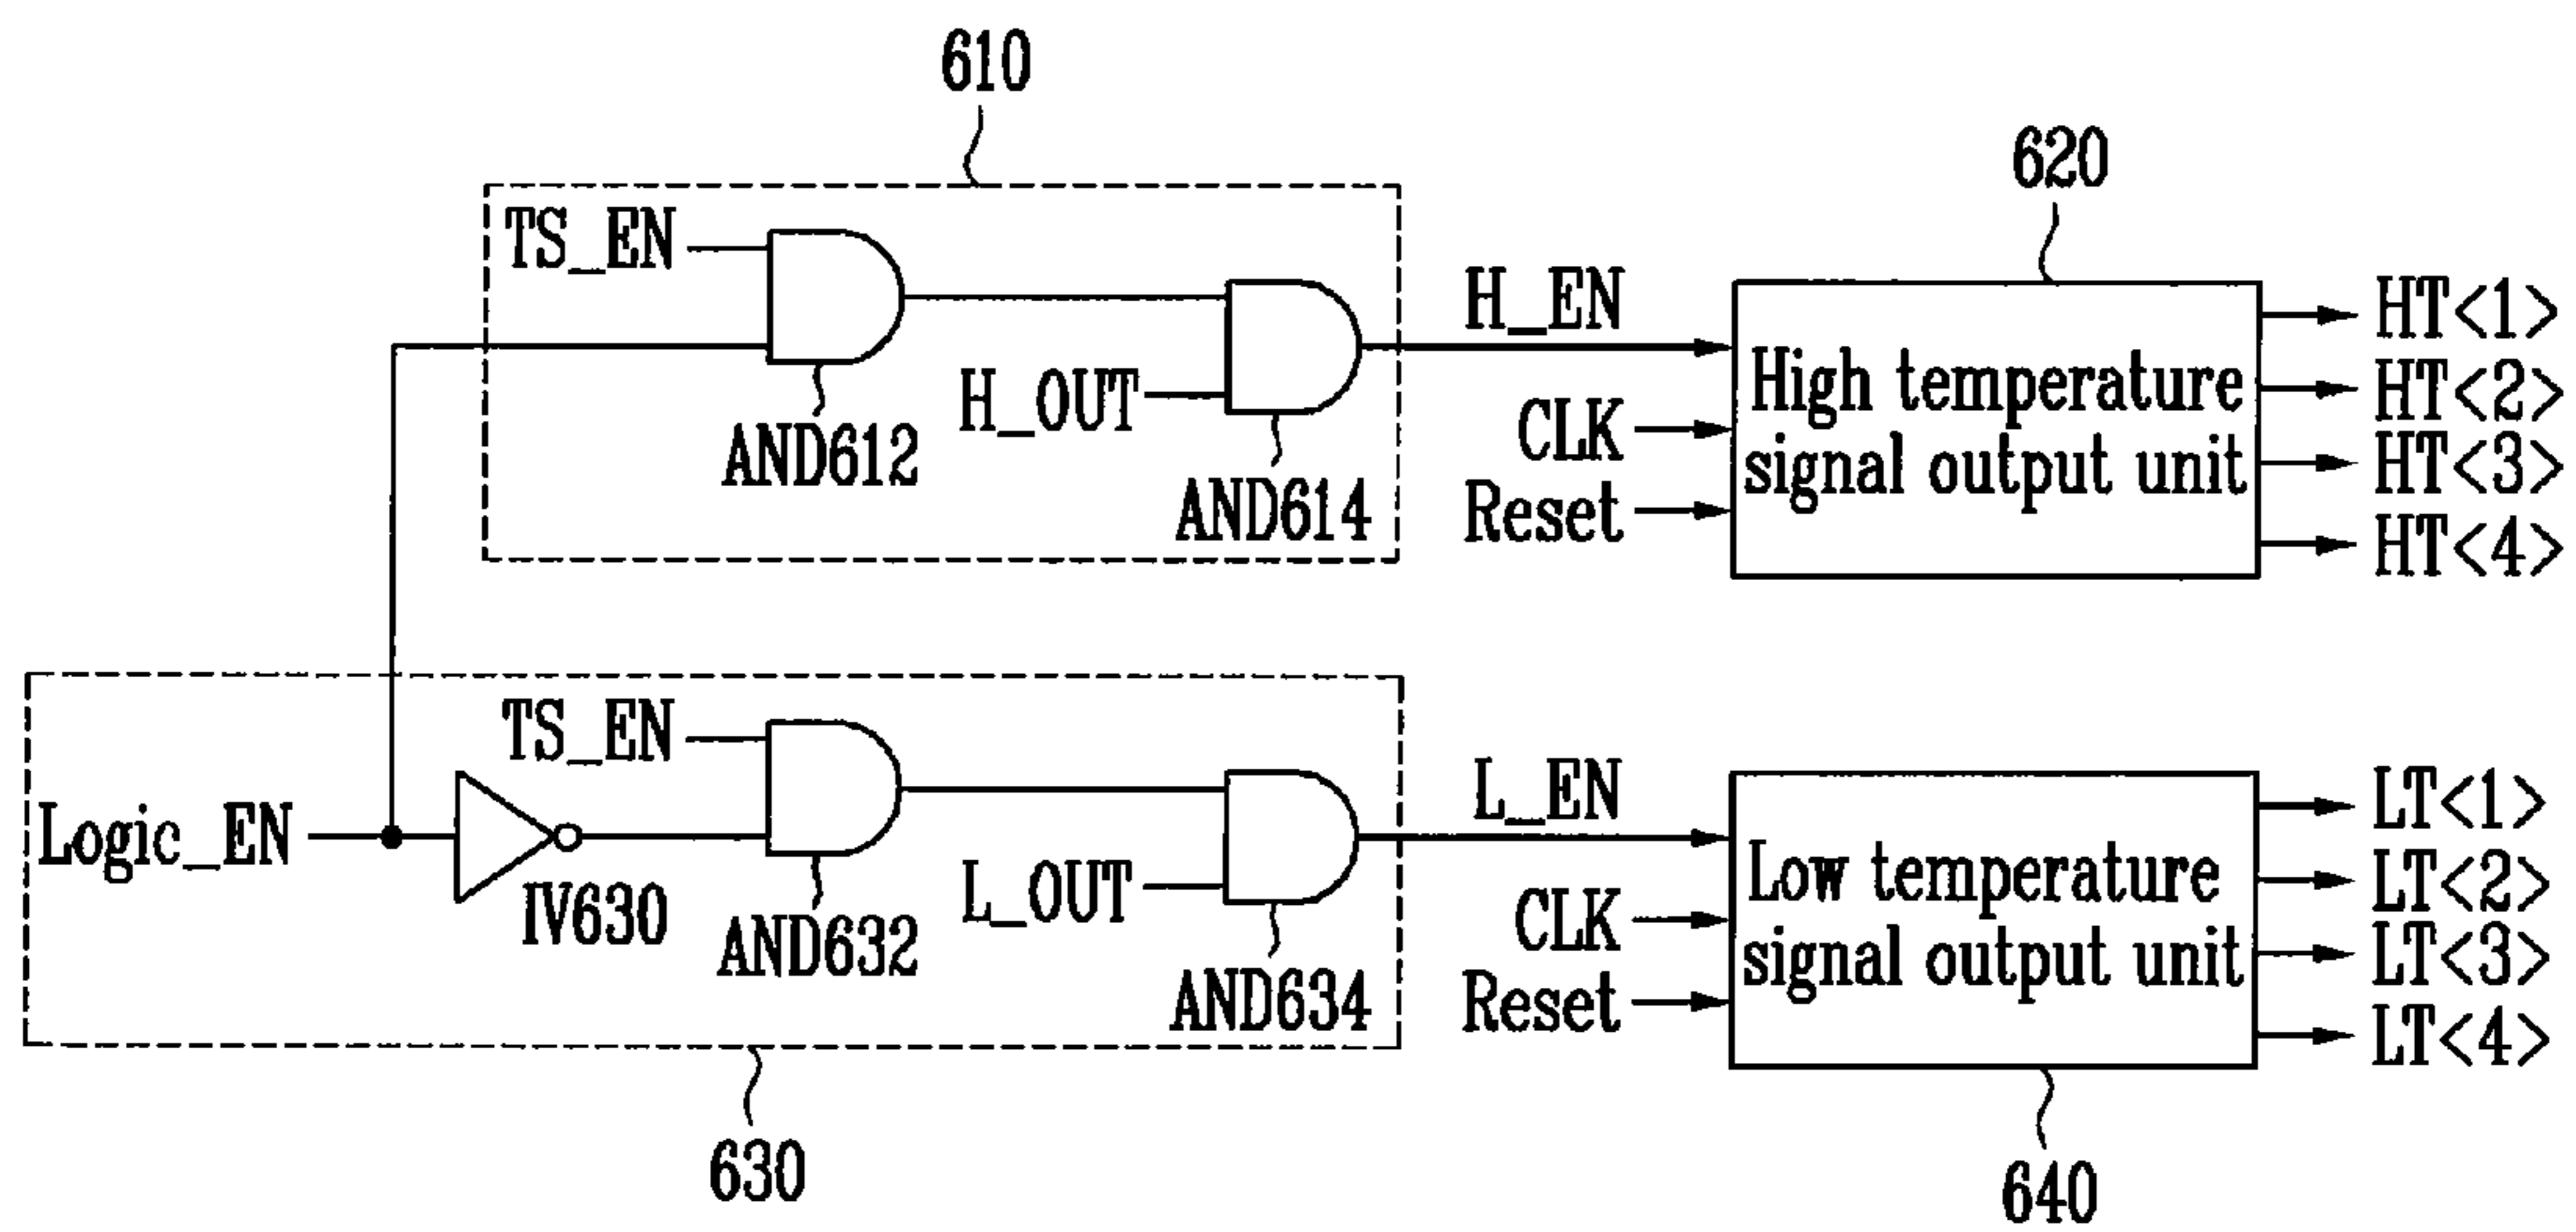 610
620
TS_EN
H_OUT
AND612
AND614
H_EN
CLK
Reset
High temperature
signal output unit
HT<1>
HT<2>
HT<3>
HT<4>
Logic_EN
IV630
TS_EN
L_OUT
AND632
AND634
L_EN
CLK
Reset
Low temperature
signal output unit
LT<1>
LT<2>
LT<3>
LT<4>
630
640